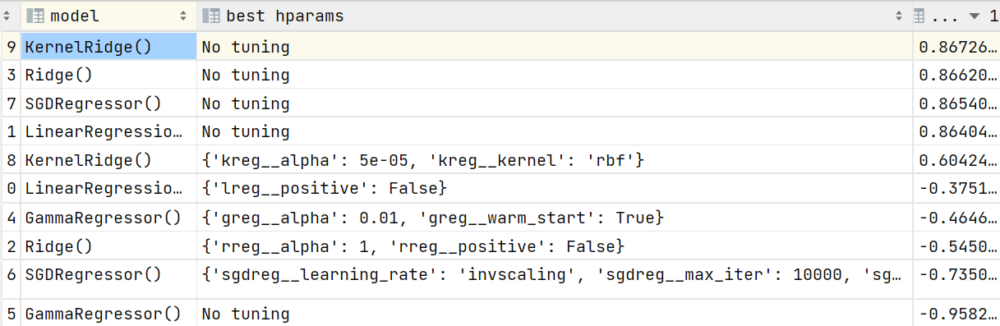 model best hparams ... 1
9 KernelRidge() No tuning 0.86726…
3 Ridge() No tuning 0.86620…
7 SGDRegressor() No tuning 0.86540…
1 LinearRegressio… No tuning 0.86404…
8 KernelRidge() {'kreg__alpha': 5e-05, 'kreg__kernel': 'rbf'} 0.60424…
0 LinearRegressio… {'lreg__positive': False} -0.3751…
4 GammaRegressor() {'greg__alpha': 0.01, 'greg__warm_start': True} -0.4646…
2 Ridge() {'rreg__alpha': 1, 'rreg__positive': False} -0.5450…
6 SGDRegressor() {'sgdreg__learning_rate': 'invscaling', 'sgdreg__max_iter': 10000, 'sg… -0.7350…
5 GammaRegressor() No tuning -0.9582…